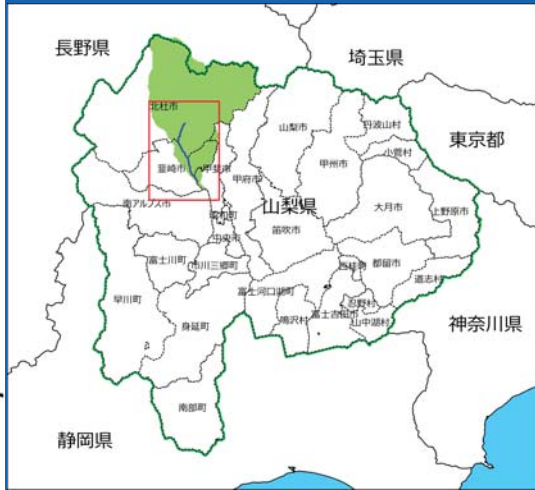 長野県
埼玉県
北杜市
山梨市
丹波山村
東京都
小菅村
韮崎市
甲斐市
甲府市
甲州市
南アルプス市
昭和町
山梨県
大月市
上野原市
中央市
笛吹市
富士川町
市川三郷町
西桂町
都留市
道志村
早川町
富士河口湖町
忍野村
鳴沢村
富士吉田市
山中湖村
神奈川県
身延町
南部町
静岡県